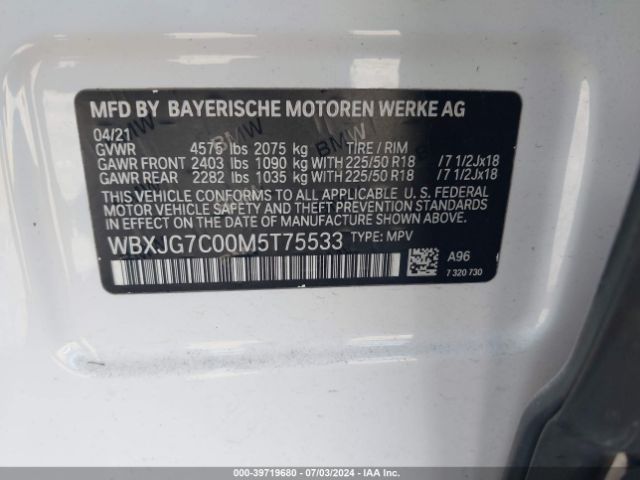 MFD BY BAYERISCHE MOTOREN WERKE AG
04/21
GVWR 4575 lbs 2075 kg TIRE / RIM
GAWR FRONT 2403 lbs 1090 kg WITH 225/50 R18 /7 1/2Jx18
GAWR REAR 2282 lbs 1035 kg WITH 225/50 R18 /7 1/2Jx18
THIS VEHICLE CONFORMS TO ALL APPLICABLE U. S. FEDERAL
MOTOR VEHICLE SAFETY AND THEFT PREVENTION STANDARDS
IN EFFECT ON THE DATE OF MANUFACTURE SHOWN ABOVE.
WBXJG7C00M5T75533 TYPE: MPV
A96
7 320 730
BMW BMW BMW
000-39719680 - 07/03/2024 - IAA Inc.